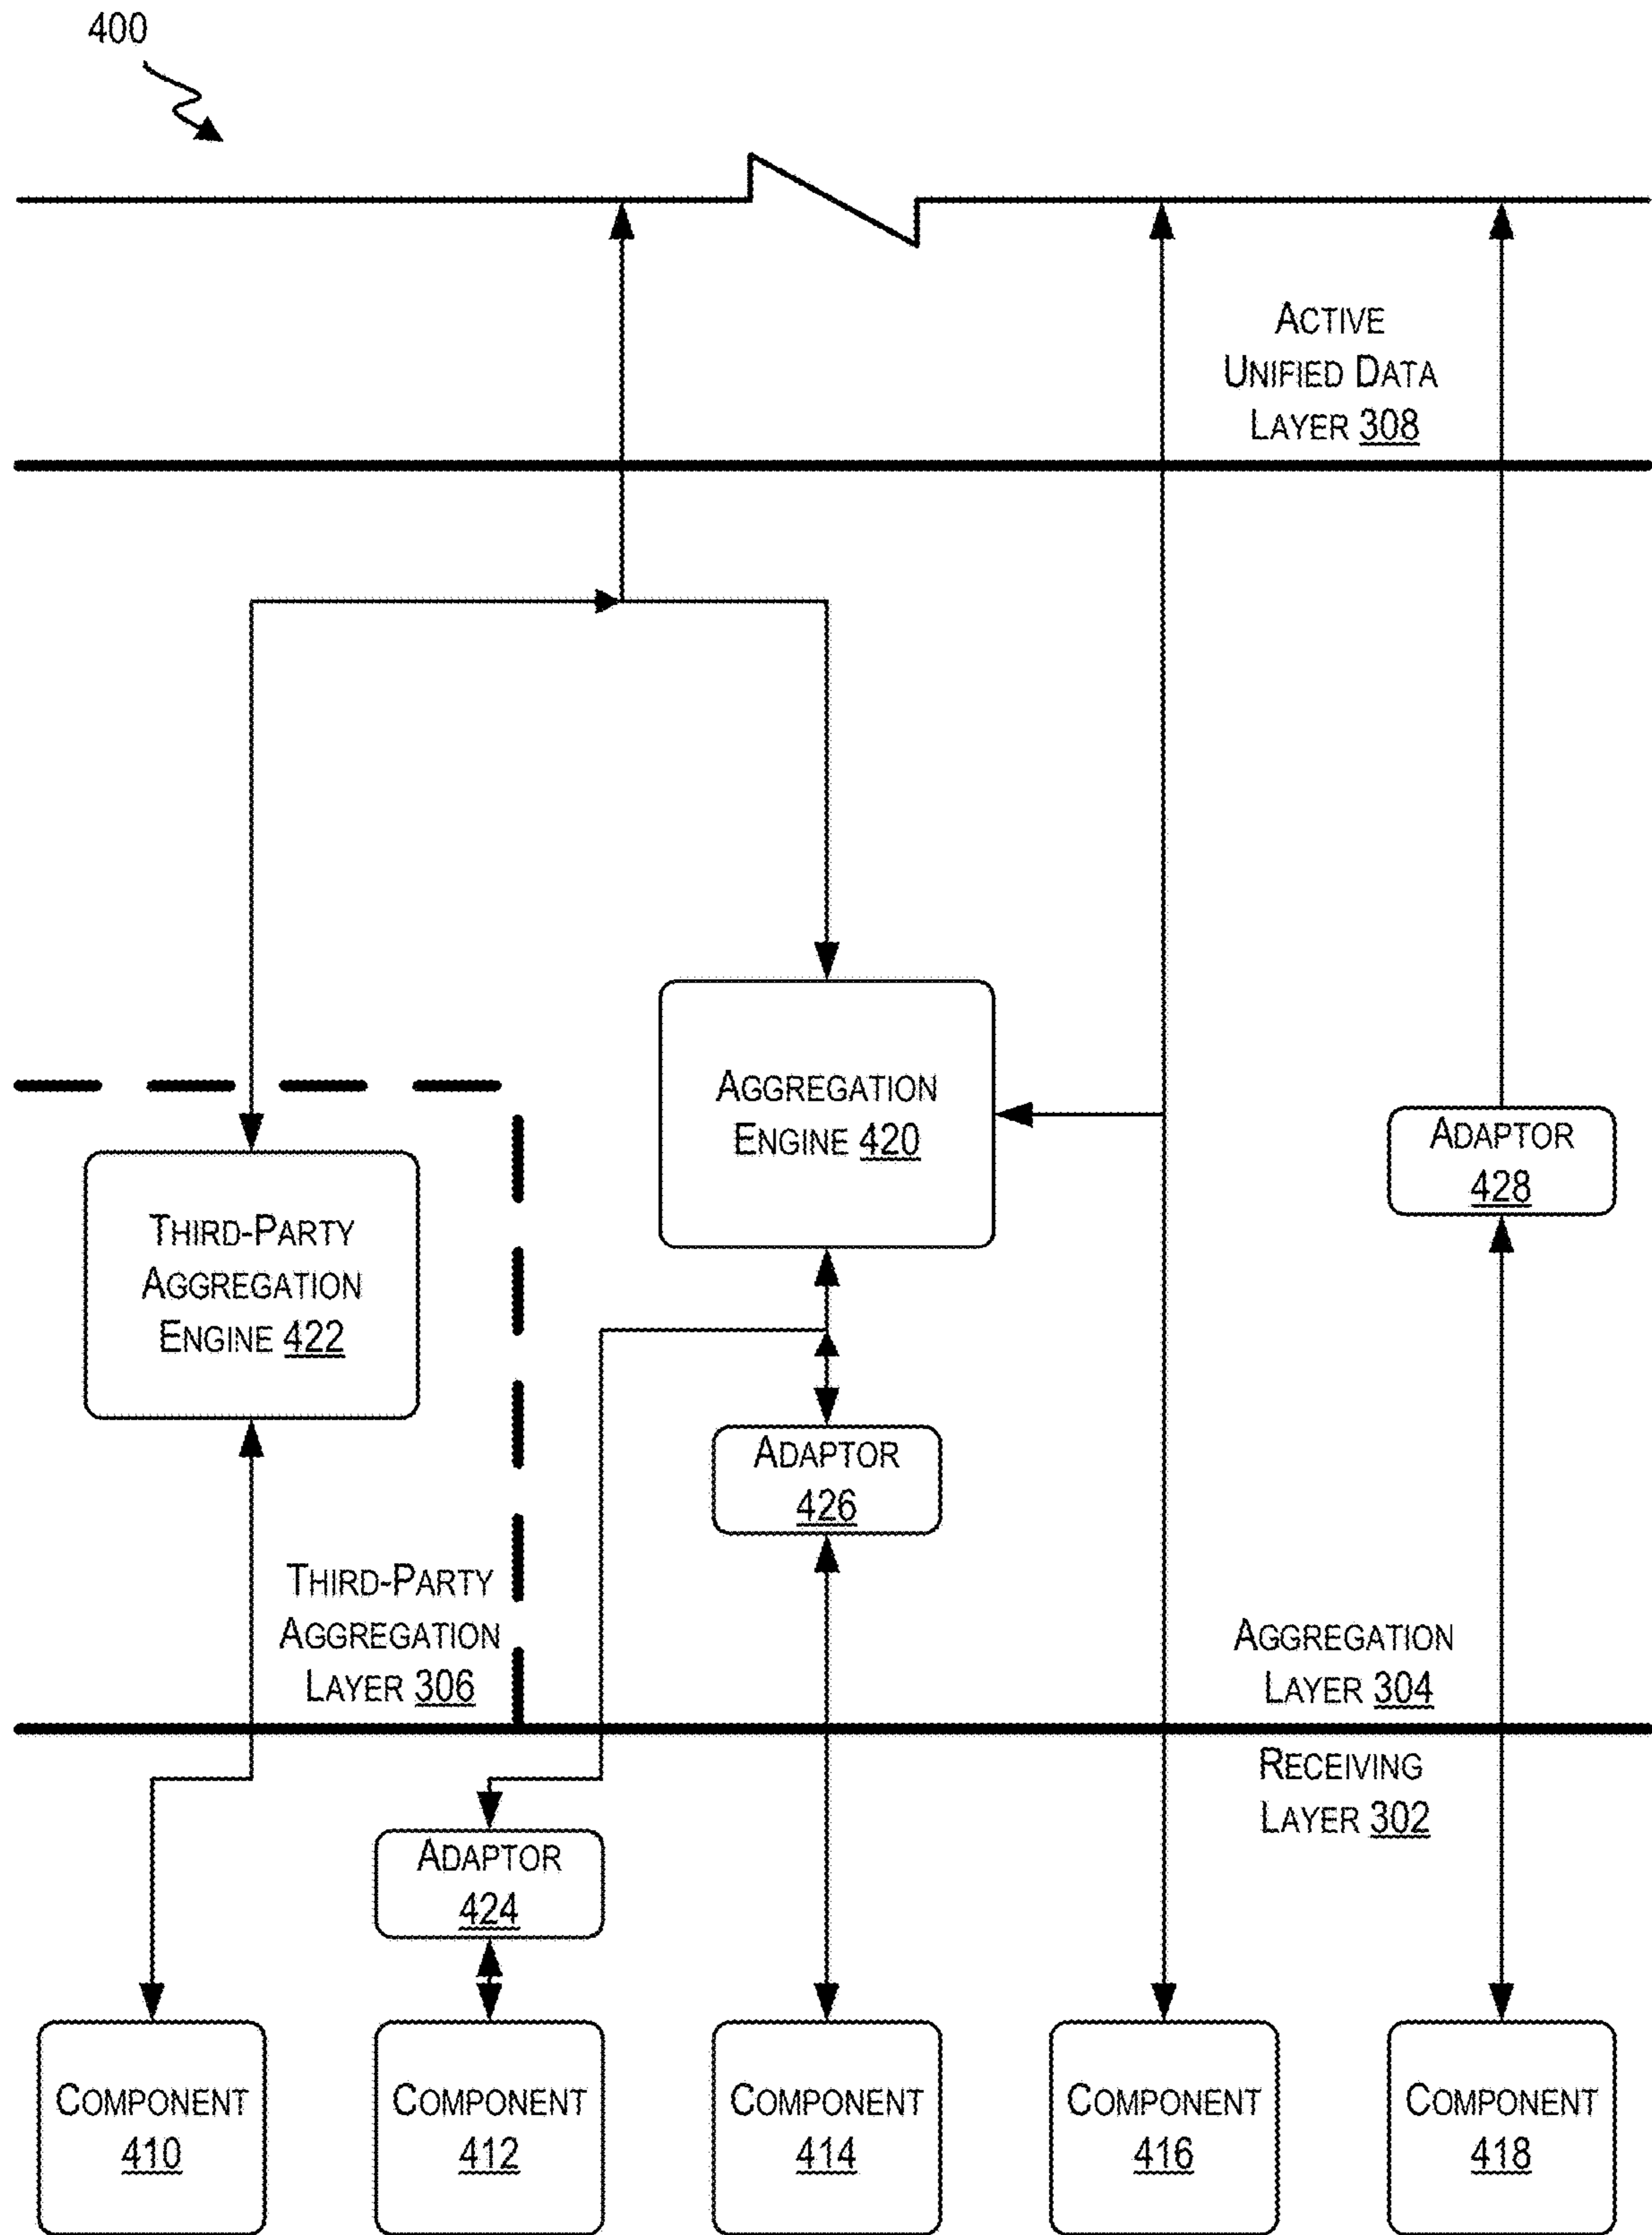 400
ACTIVE
UNIFIED DATA
LAYER 308
AGGREGATION
ENGINE 420
ADAPTOR
428
THIRD-PARTY
AGGREGATION
ENGINE 422
ADAPTOR
426
THIRD-PARTY
AGGREGATION
LAYER 306
AGGREGATION
LAYER 304
RECEIVING
LAYER 302
ADAPTOR
424
COMPONENT
410
COMPONENT
412
COMPONENT
414
COMPONENT
416
COMPONENT
418